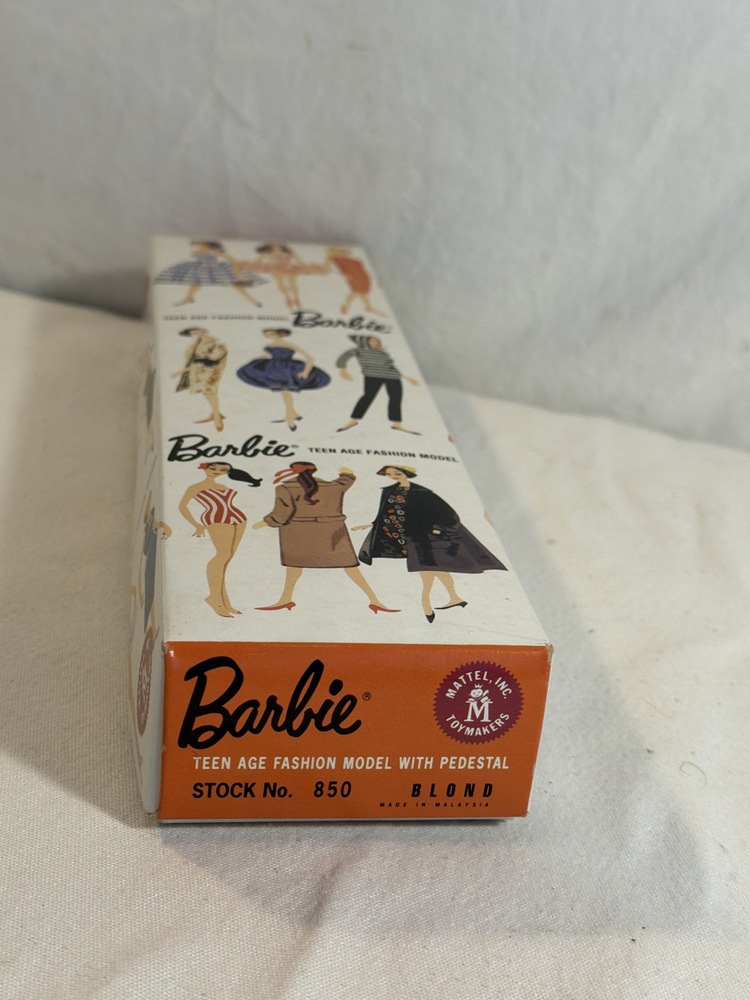 TEEN AGE FASHION MODEL Barbie
Barbie® TEEN AGE FASHION MODEL
Barbie®
MATTEL, INC.
M
TOYMAKERS
TEEN AGE FASHION MODEL WITH PEDESTAL
STOCK No. 850 BLOND
MADE IN MALAYSIA